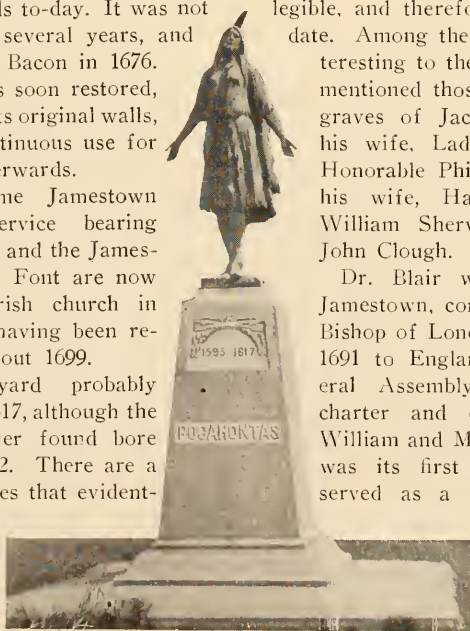 ls to-day. It was not
several years, and
Bacon in 1676.
s soon restored,
ts original walls,
tinuous use for
erwards.
me Jamestown
ervice bearing
and the James-
Font are now
rish church in
having been re-
out 1699.
yard probably
17, although the
er found bore
2. There are a
es that evident-
1595 1617
POCAHONTAS
legible, and therefo
date. Among the
teresting to the
mentioned thos
graves of Jac
his wife, Lad
Honorable Phi
his wife, Ha
William Sherw
John Clough.
Dr. Blair w
Jamestown, co
Bishop of Lon
1691 to Englan
eral Assembly
charter and
William and M
was its first
served as a